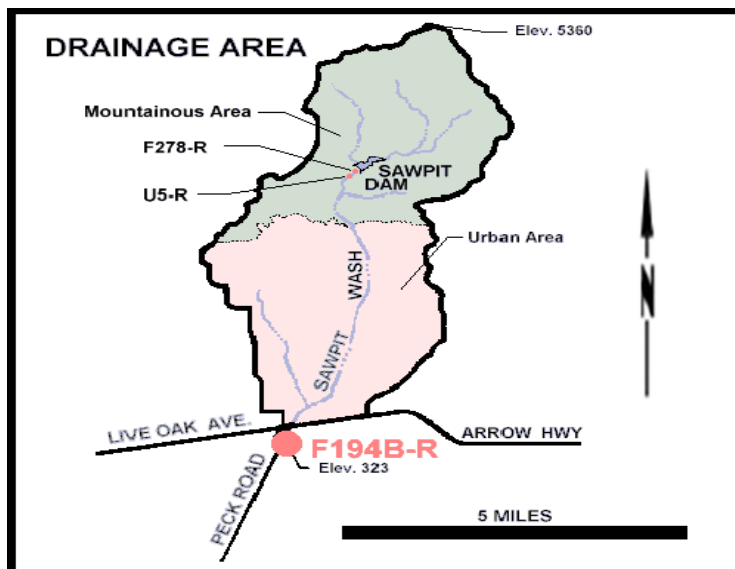 DRAINAGE AREA
Elev. 5360
Mountainous Area
F278-R
U5-R
SAWPIT
DAM
Urban Area
WASH
SAWPIT
N
LIVE OAK AVE.
ARROW HWY
F194B-R
Elev. 323
PECK ROAD
5 MILES